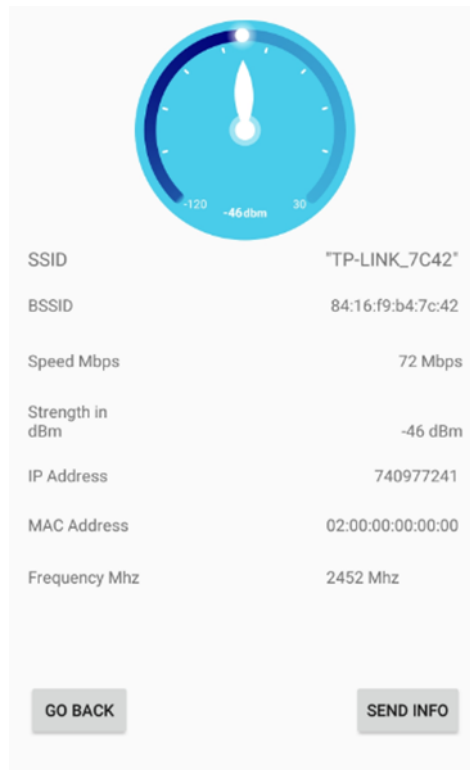 -120 -46 dbm 30
SSID "TP-LINK_7C42"
BSSID 84:16:f9:b4:7c:42
Speed Mbps 72 Mbps
Strength in
dBm -46 dBm
IP Address 740977241
MAC Address 02:00:00:00:00:00
Frequency Mhz 2452 Mhz
GO BACK SEND INFO